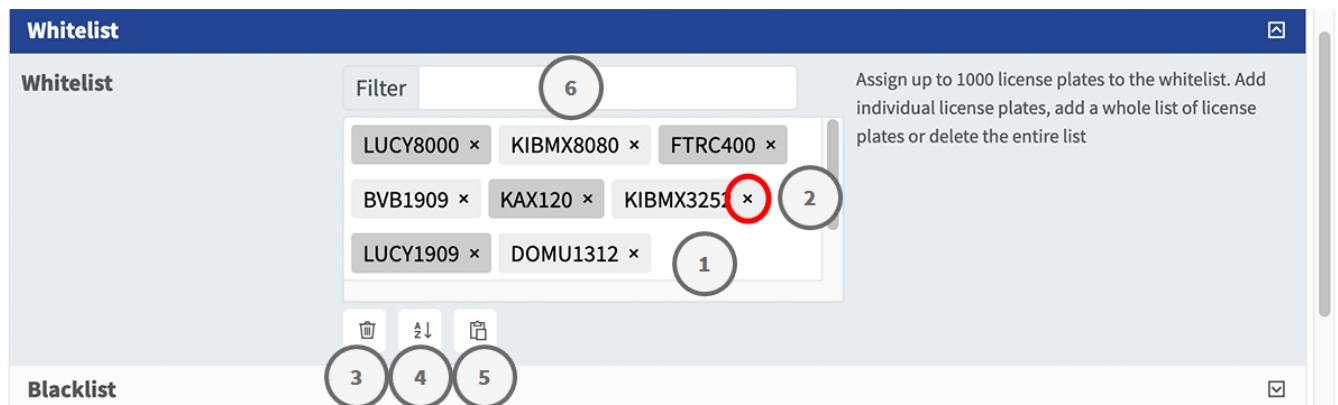 Whitelist
Whitelist
Filter
6
Assign up to 1000 license plates to the whitelist. Add
individual license plates, add a whole list of license
plates or delete the entire list
LUCY8000 × KIBMX8080 × FTRC400 ×
BVB1909 × KAX120 × KIBMX3252 × 2
LUCY1909 × DOMU1312 × 1
A Z
3 4 5
Blacklist